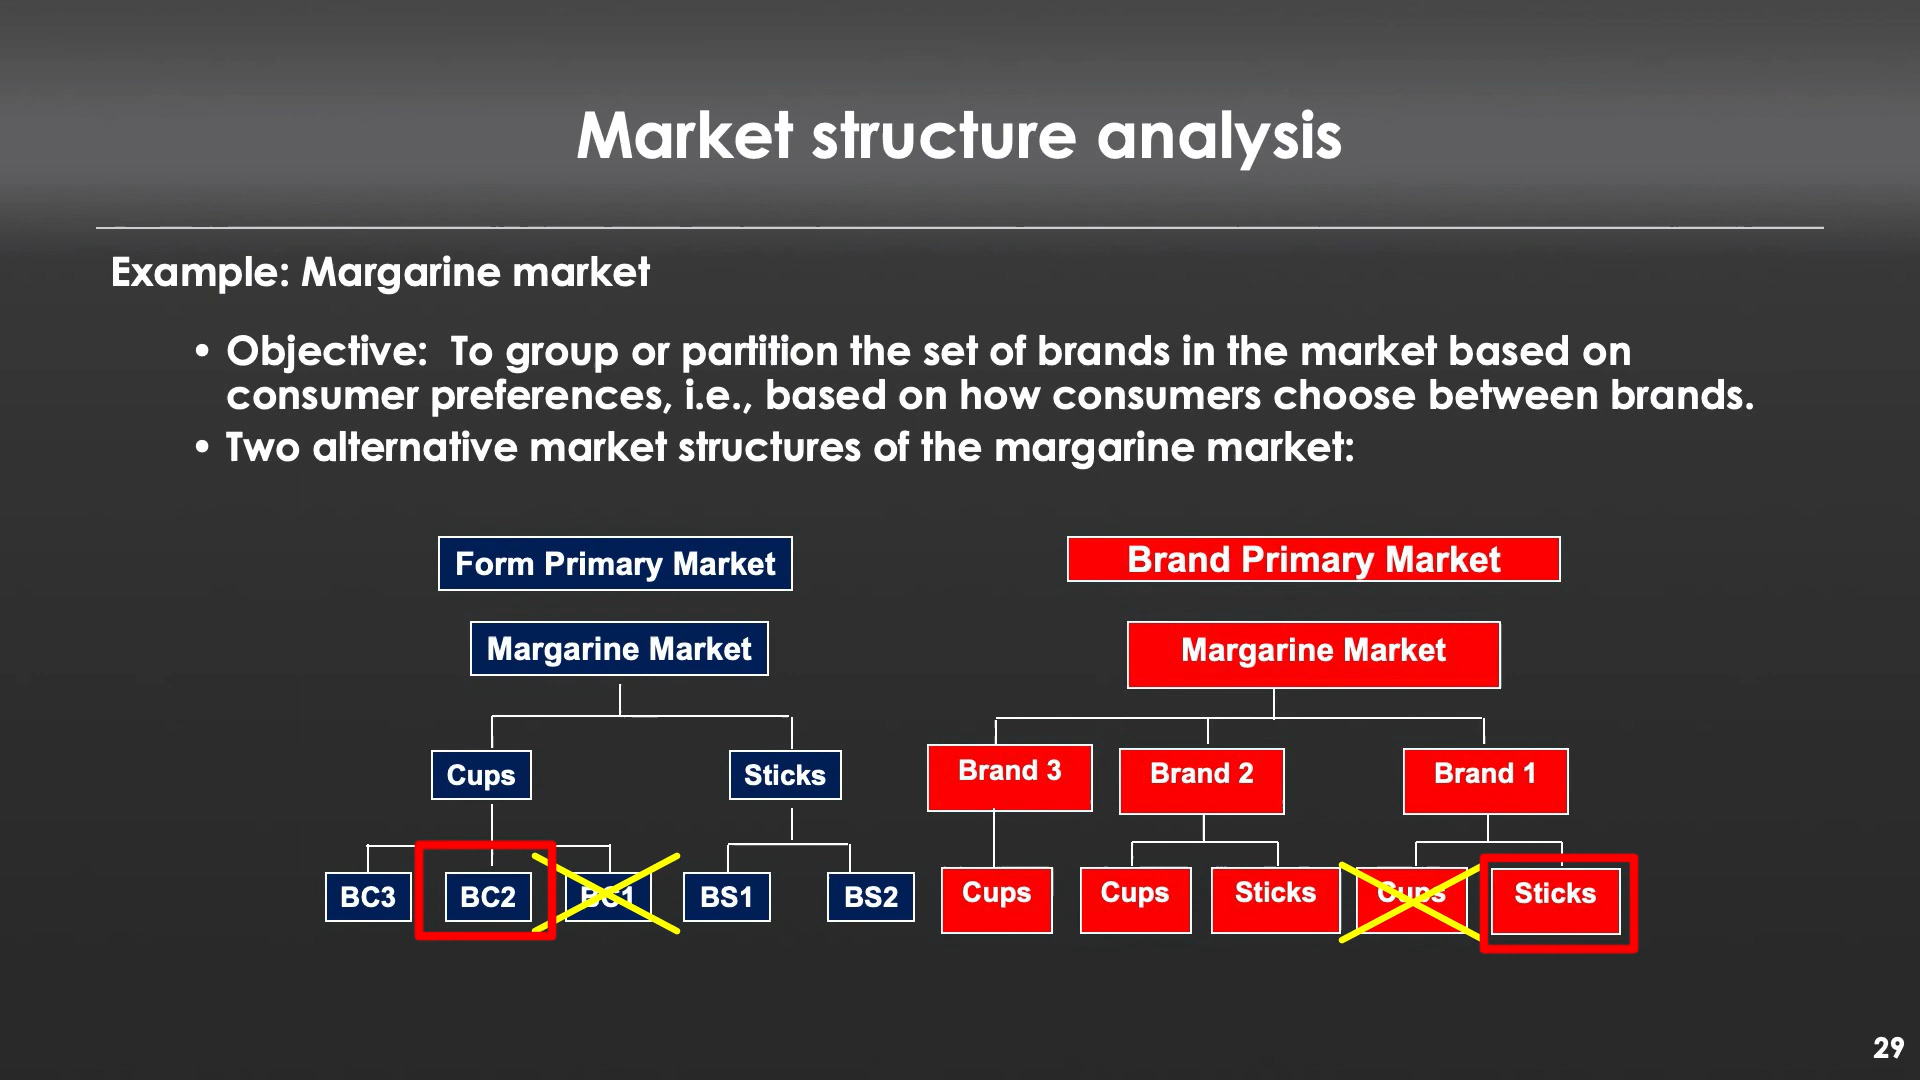 Market structure analysis
Example: Margarine market
• Objective: To group or partition the set of brands in the market based on
consumer preferences, i.e., based on how consumers choose between brands.
• Two alternative market structures of the margarine market:
Form Primary Market
Margarine Market
Cups
Sticks
BC3
BC2
BC1
BS1
BS2
Brand Primary Market
Margarine Market
Brand 3
Brand 2
Brand 1
Cups
Cups
Sticks
Cups
Sticks
29